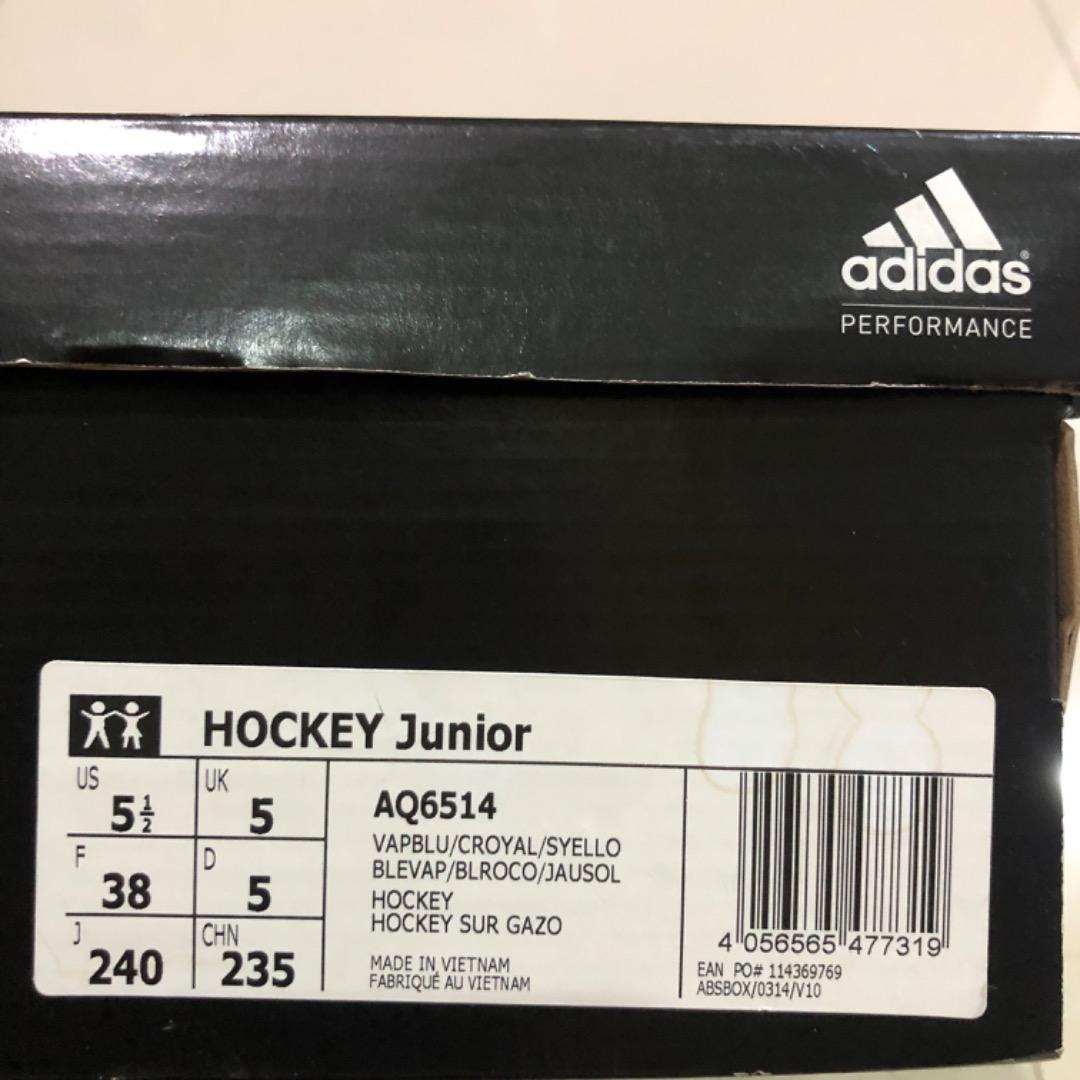 adidas®
PERFORMANCE
HOCKEY Junior
US
5½
UK
5
F
38
D
5
J
240
CHN
235
AQ6514
VAPBLU/CROYAL/SYELLO
BLEVAP/BLROCO/JAUSOL
HOCKEY
HOCKEY SUR GAZO
MADE IN VIETNAM
FABRIQUÉ AU VIETNAM
4 056565 477319
EAN PO# 114369769
ABSBOX/0314/V10